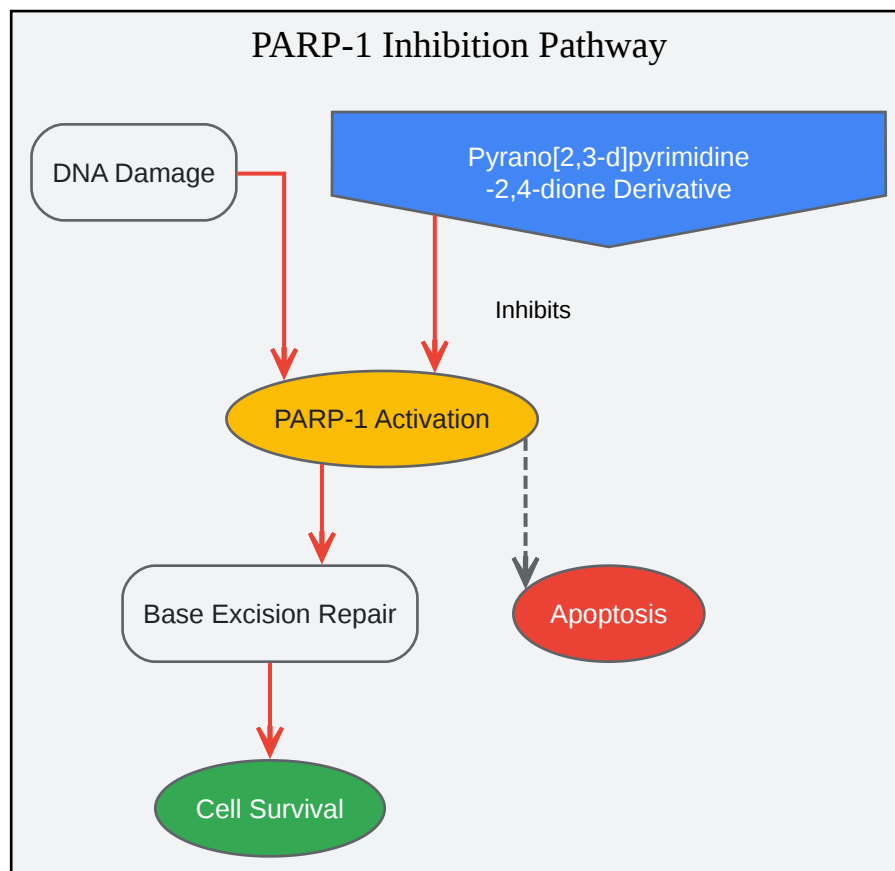 PARP-1 Inhibition Pathway
DNA Damage
Pyrano[2,3-d]pyrimidine
-2,4-dione Derivative
Inhibits
PARP-1 Activation
Base Excision Repair
Apoptosis
Cell Survival